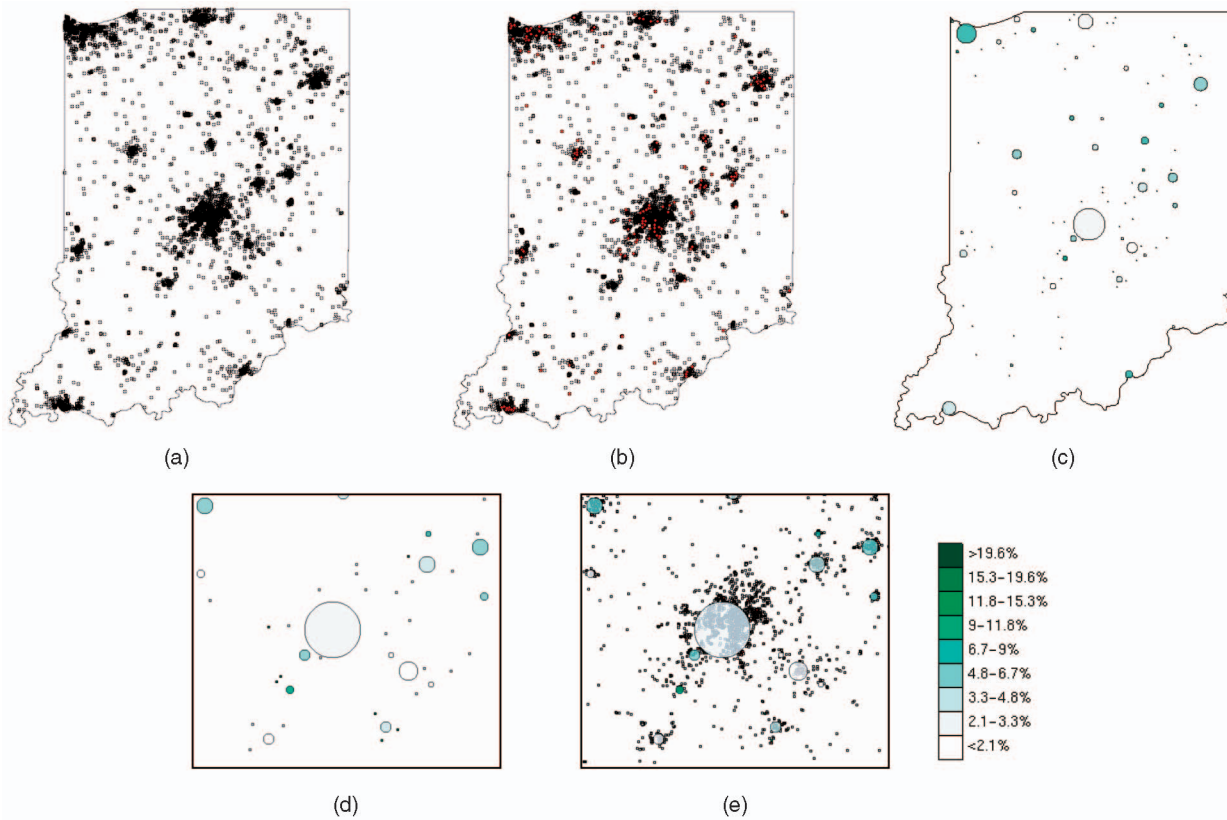 (a)
(b)
(c)
(d)
(e)
>19.6%
15.3–19.6%
11.8–15.3%
9–11.8%
6.7–9%
4.8–6.7%
3.3–4.8%
2.1–3.3%
<2.1%